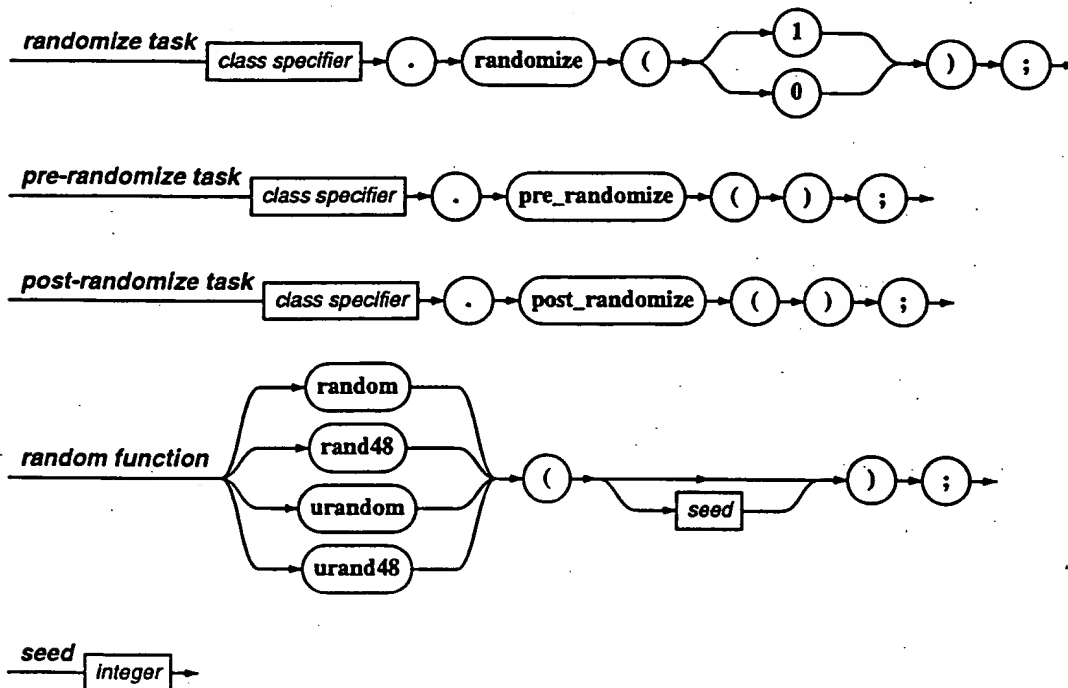 randomize task class specifier . randomize ( 1 ) ;
0
pre-randomize task class specifier . pre_randomize ( ) ;
post-randomize task class specifier . post_randomize ( ) ;
random
rand48
random function ( ) ;
urandom seed
urand48
seed integer